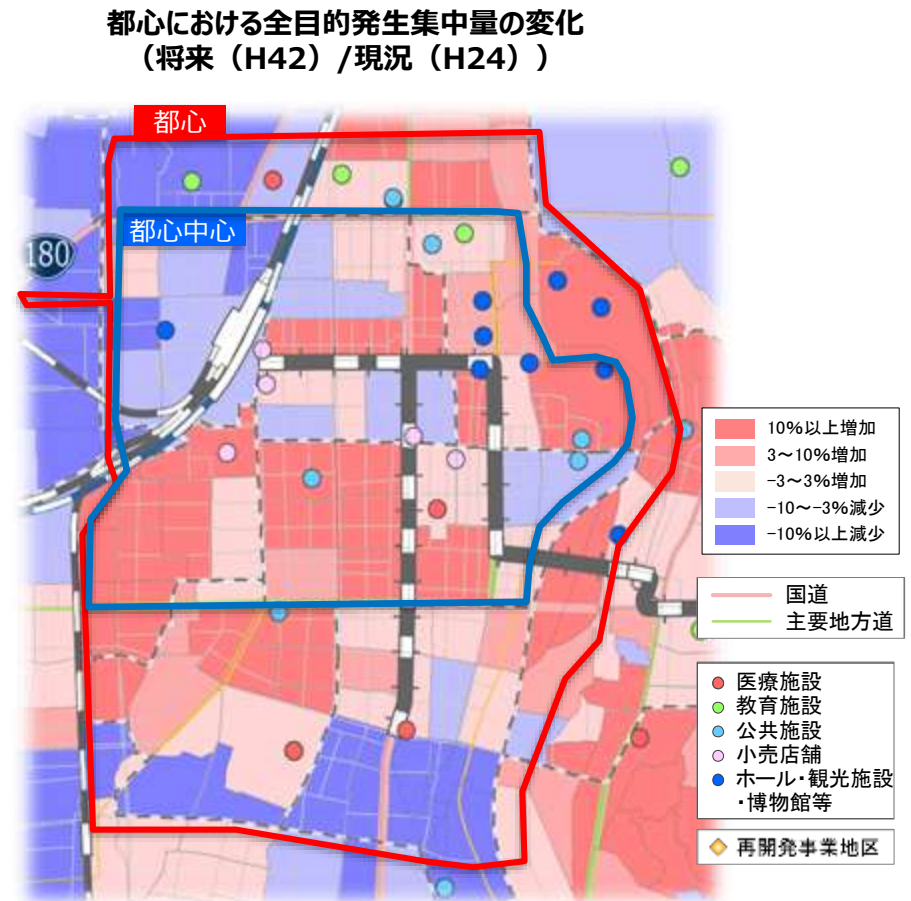 都心における全目的発生集中量の変化
（将来（H42）/現況（H24））
都心
都心中心
180
10%以上増加
3～10%増加
-3～3%増加
-10～-3%減少
-10%以上減少
国道
主要地方道
医療施設
教育施設
公共施設
小売店舗
ホール・観光施設
・博物館等
再開発事業地区